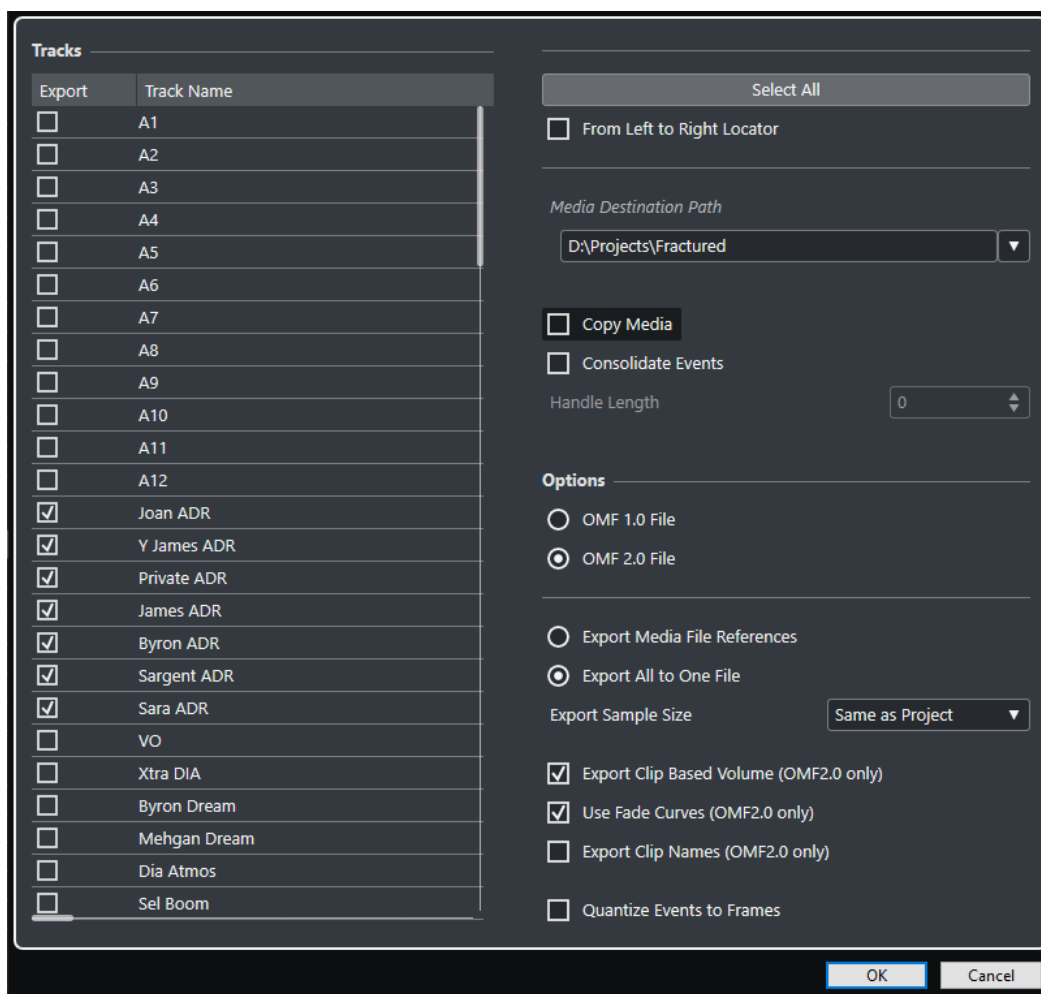 Tracks
Export Track Name
A1
A2
A3
A4
A5
A6
A7
A8
A9
A10
A11
A12
Joan ADR
Y James ADR
Private ADR
James ADR
Byron ADR
Sargent ADR
Sara ADR
VO
Xtra DIA
Byron Dream
Mehgan Dream
Dia Atmos
Sel Boom
Select All
From Left to Right Locator
Media Destination Path
D:\Projects\Fractured
Copy Media
Consolidate Events
Handle Length 0
Options
OMF 1.0 File
OMF 2.0 File
Export Media File References
Export All to One File
Export Sample Size Same as Project
Export Clip Based Volume (OMF2.0 only)
Use Fade Curves (OMF2.0 only)
Export Clip Names (OMF2.0 only)
Quantize Events to Frames
OK Cancel